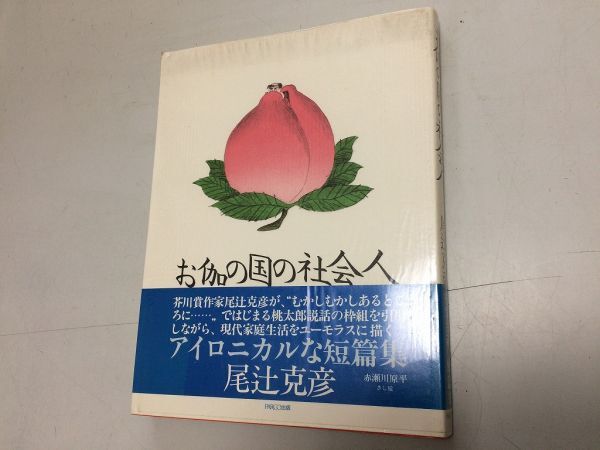 お伽の国の社会人
芥川賞作家尾辻克彦が、“むかしむかしあるとこ
ろに……„ではじまる桃太郎説話の枠組を引用
しながら、現代家庭生活をユーモラスに描く
アイロニカルな短篇集
尾辻克彦
赤瀬川原平
さし絵